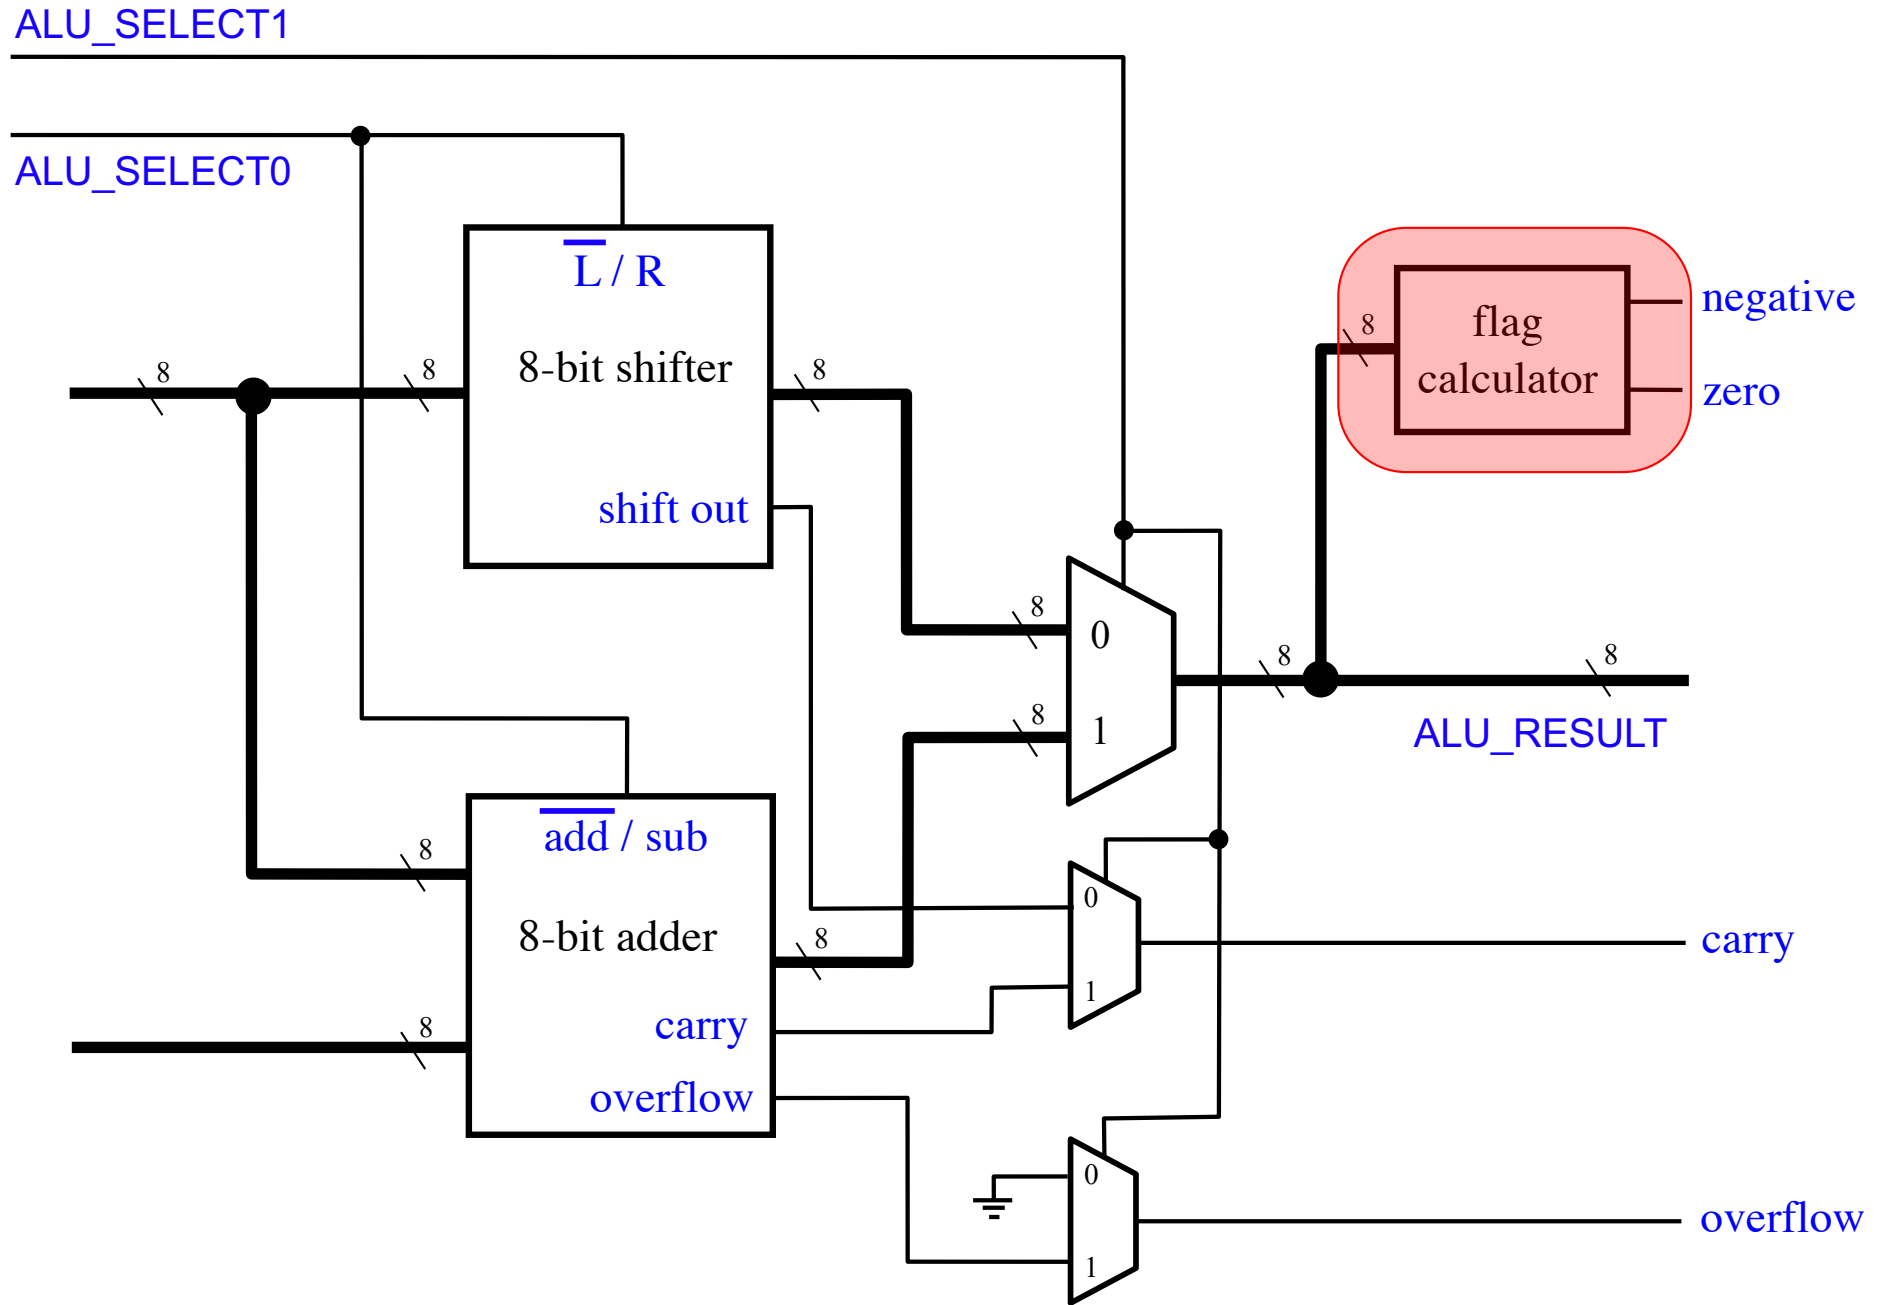 ALU_SELECT1
ALU_SELECT0
L / R
8-bit shifter
shift out
8
8
8
8
8
0
1
8
8
ALU_RESULT
8
flag
calculator
negative
zero
add / sub
8-bit adder
carry
overflow
8
8
8
0
1
carry
0
1
overflow